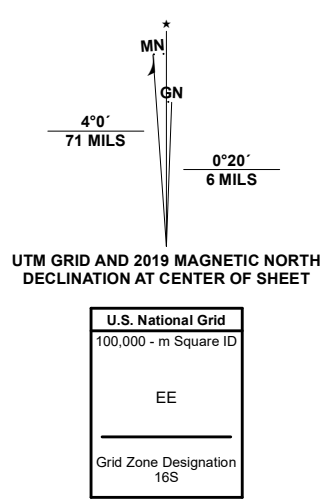 MN
GN
4°0´
71 MILS
0°20´
6 MILS
UTM GRID AND 2019 MAGNETIC NORTH
DECLINATION AT CENTER OF SHEET
U.S. National Grid
100,000 - m Square ID
EE
Grid Zone Designation
16S